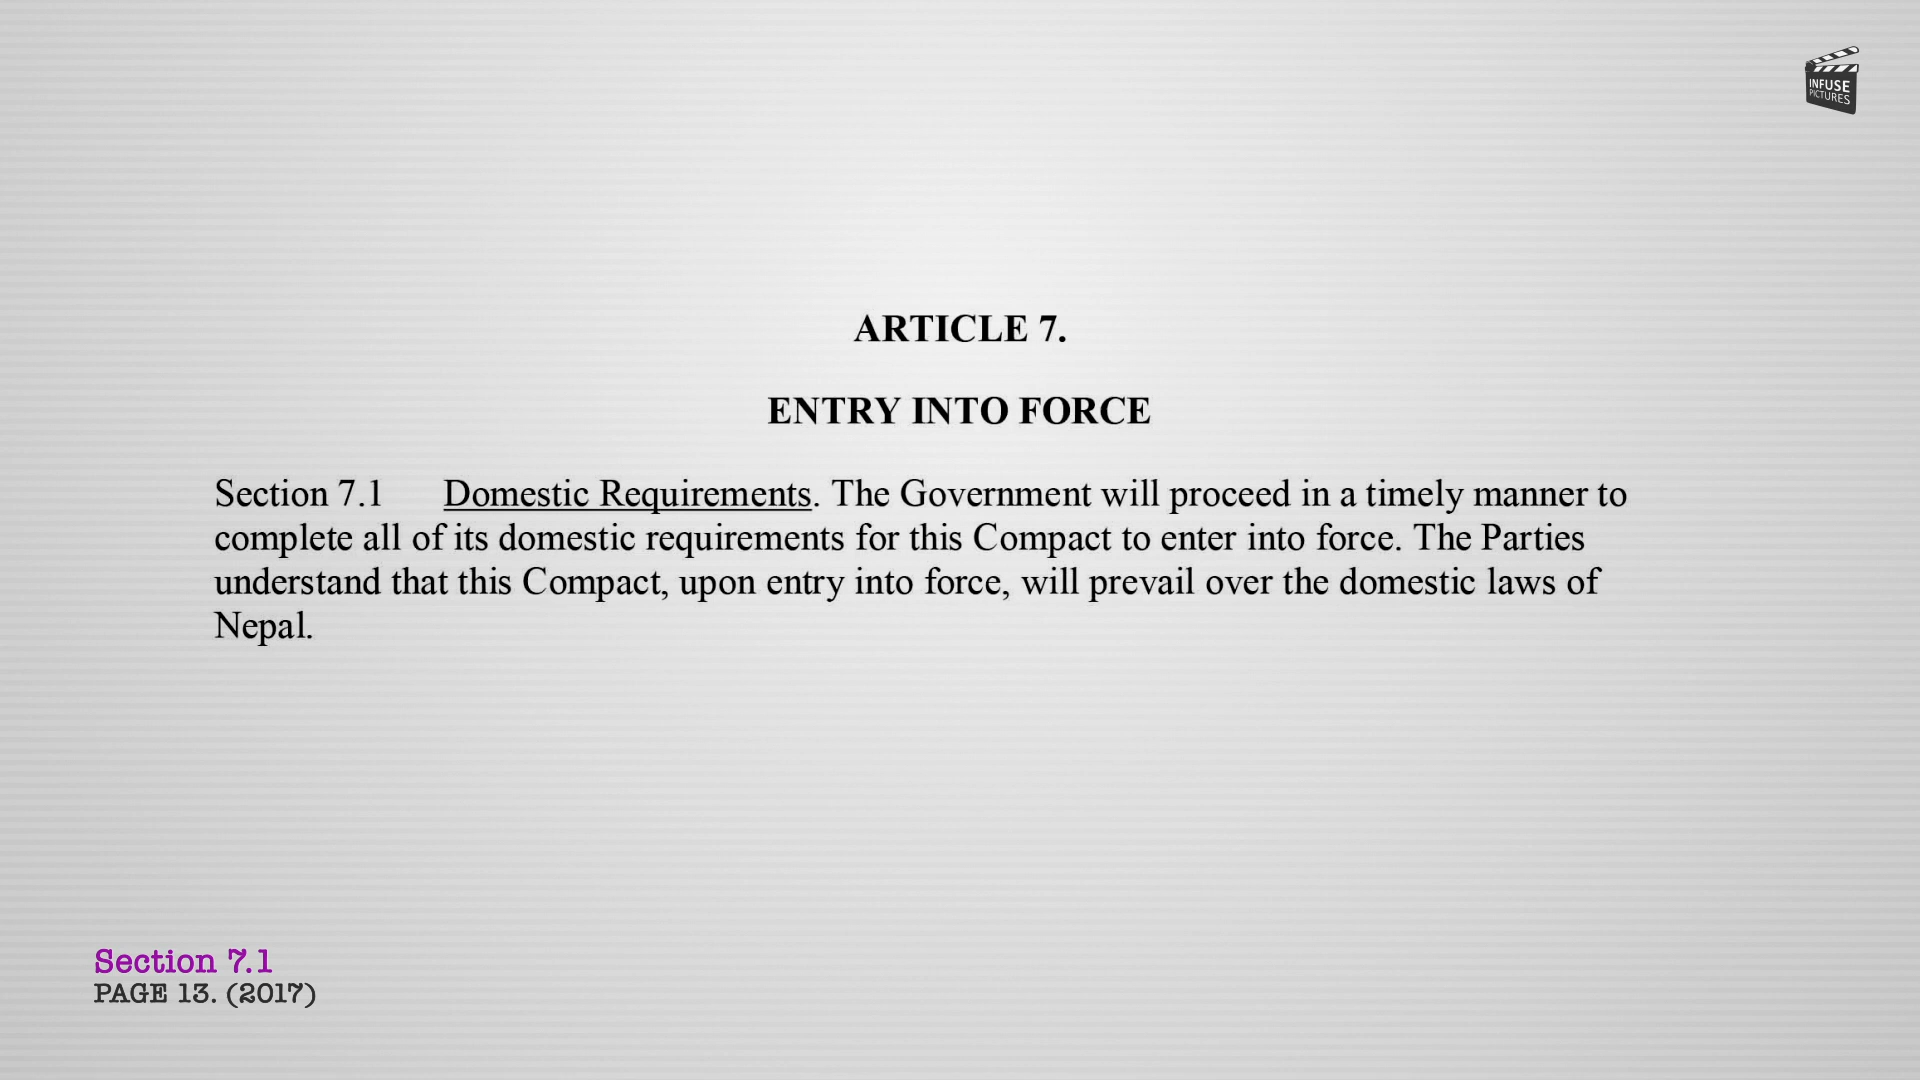 INFUSE
PICTURES
ARTICLE 7.
ENTRY INTO FORCE
Section 7.1 Domestic Requirements. The Government will proceed in a timely manner to
complete all of its domestic requirements for this Compact to enter into force. The Parties
understand that this Compact, upon entry into force, will prevail over the domestic laws of
Nepal.
Section 7.1
PAGE 13. (2017)